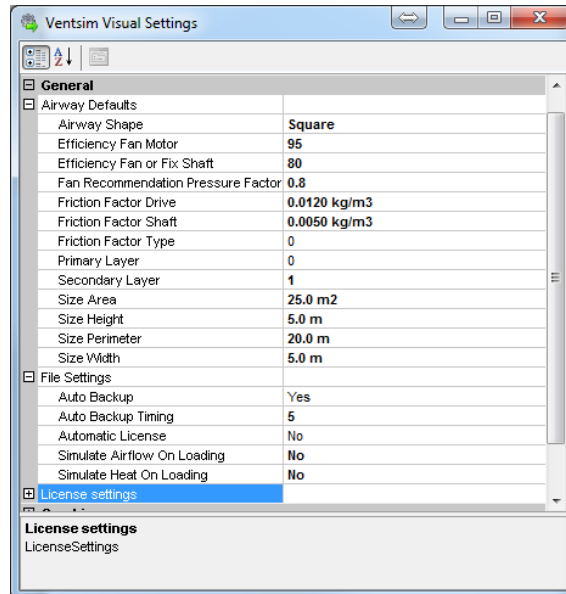 Ventsim Visual Settings
General
Airway Defaults
Airway Shape Square
Efficiency Fan Motor 95
Efficiency Fan or Fix Shaft 80
Fan Recommendation Pressure Factor 0.8
Friction Factor Drive 0.0120 kg/m3
Friction Factor Shaft 0.0050 kg/m3
Friction Factor Type 0
Primary Layer 0
Secondary Layer 1
Size Area 25.0 m2
Size Height 5.0 m
Size Perimeter 20.0 m
Size Width 5.0 m
File Settings
Auto Backup Yes
Auto Backup Timing 5
Automatic License No
Simulate Airflow On Loading No
Simulate Heat On Loading No
License settings
License settings
LicenseSettings